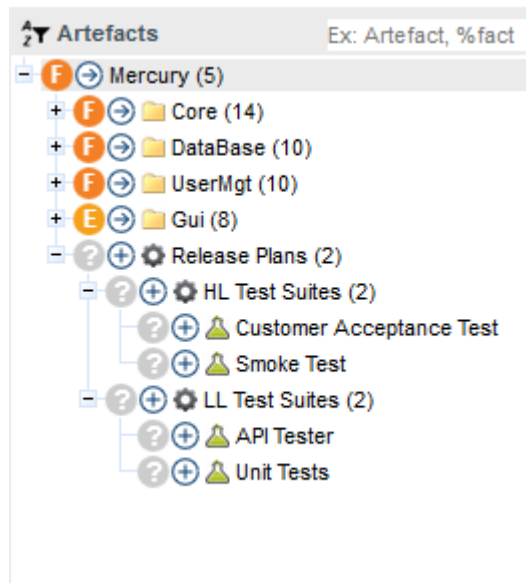 Artefacts Ex: Artefact, %fact
F Mercury (5)
F Core (14)
F DataBase (10)
F UserMgt (10)
E Gui (8)
? Release Plans (2)
? HL Test Suites (2)
? Customer Acceptance Test
? Smoke Test
? LL Test Suites (2)
? API Tester
? Unit Tests